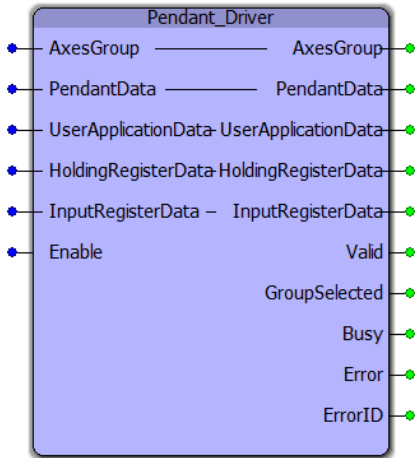 Pendant_Driver
AxesGroup AxesGroup
PendantData PendantData
UserApplicationData UserApplicationData
HoldingRegisterData HoldingRegisterData
InputRegisterData InputRegisterData
Enable Valid
GroupSelected
Busy
Error
ErrorID